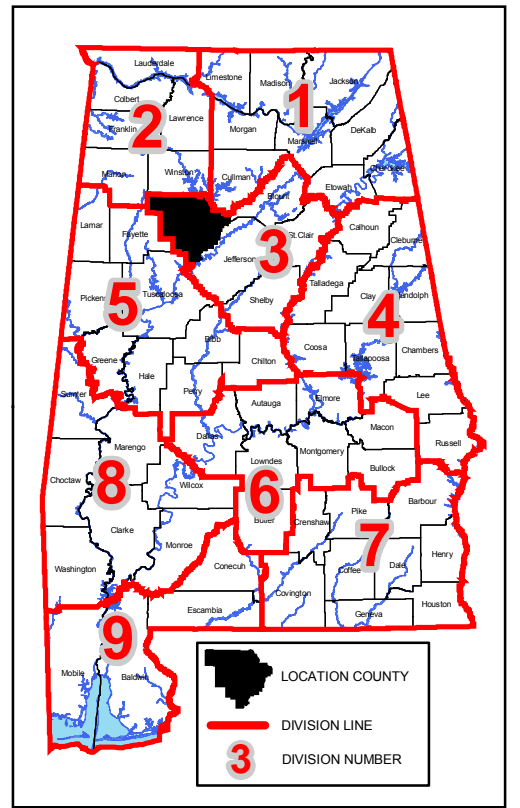 Lauderdale
Limestone
Madison
Jackson
Colbert
Lawrence
1
2
Franklin
Morgan
Marshall
DeKalb
Marion
Winston
Cullman
Cherokee
Etowah
Blount
Lamar
Fayette
St.Clair
Calhoun
Cleburne
Jefferson
3
Talladega
Pickens
5
Tuscaloosa
Shelby
Clay
Randolph
4
Bibb
Coosa
Tallapoosa
Chambers
Greene
Hale
Chilton
Perry
Sumter
Autauga
Elmore
Lee
Dallas
Macon
Marengo
Lowndes
Montgomery
Russell
Choctaw
8
Wilcox
6
Bullock
Clarke
Butler
Crenshaw
Pike
Barbour
7
Monroe
Washington
Conecuh
Coffee
Dale
Henry
Covington
Escambia
Geneva
Houston
9
Mobile
Baldwin
LOCATION COUNTY
DIVISION LINE
3 DIVISION NUMBER